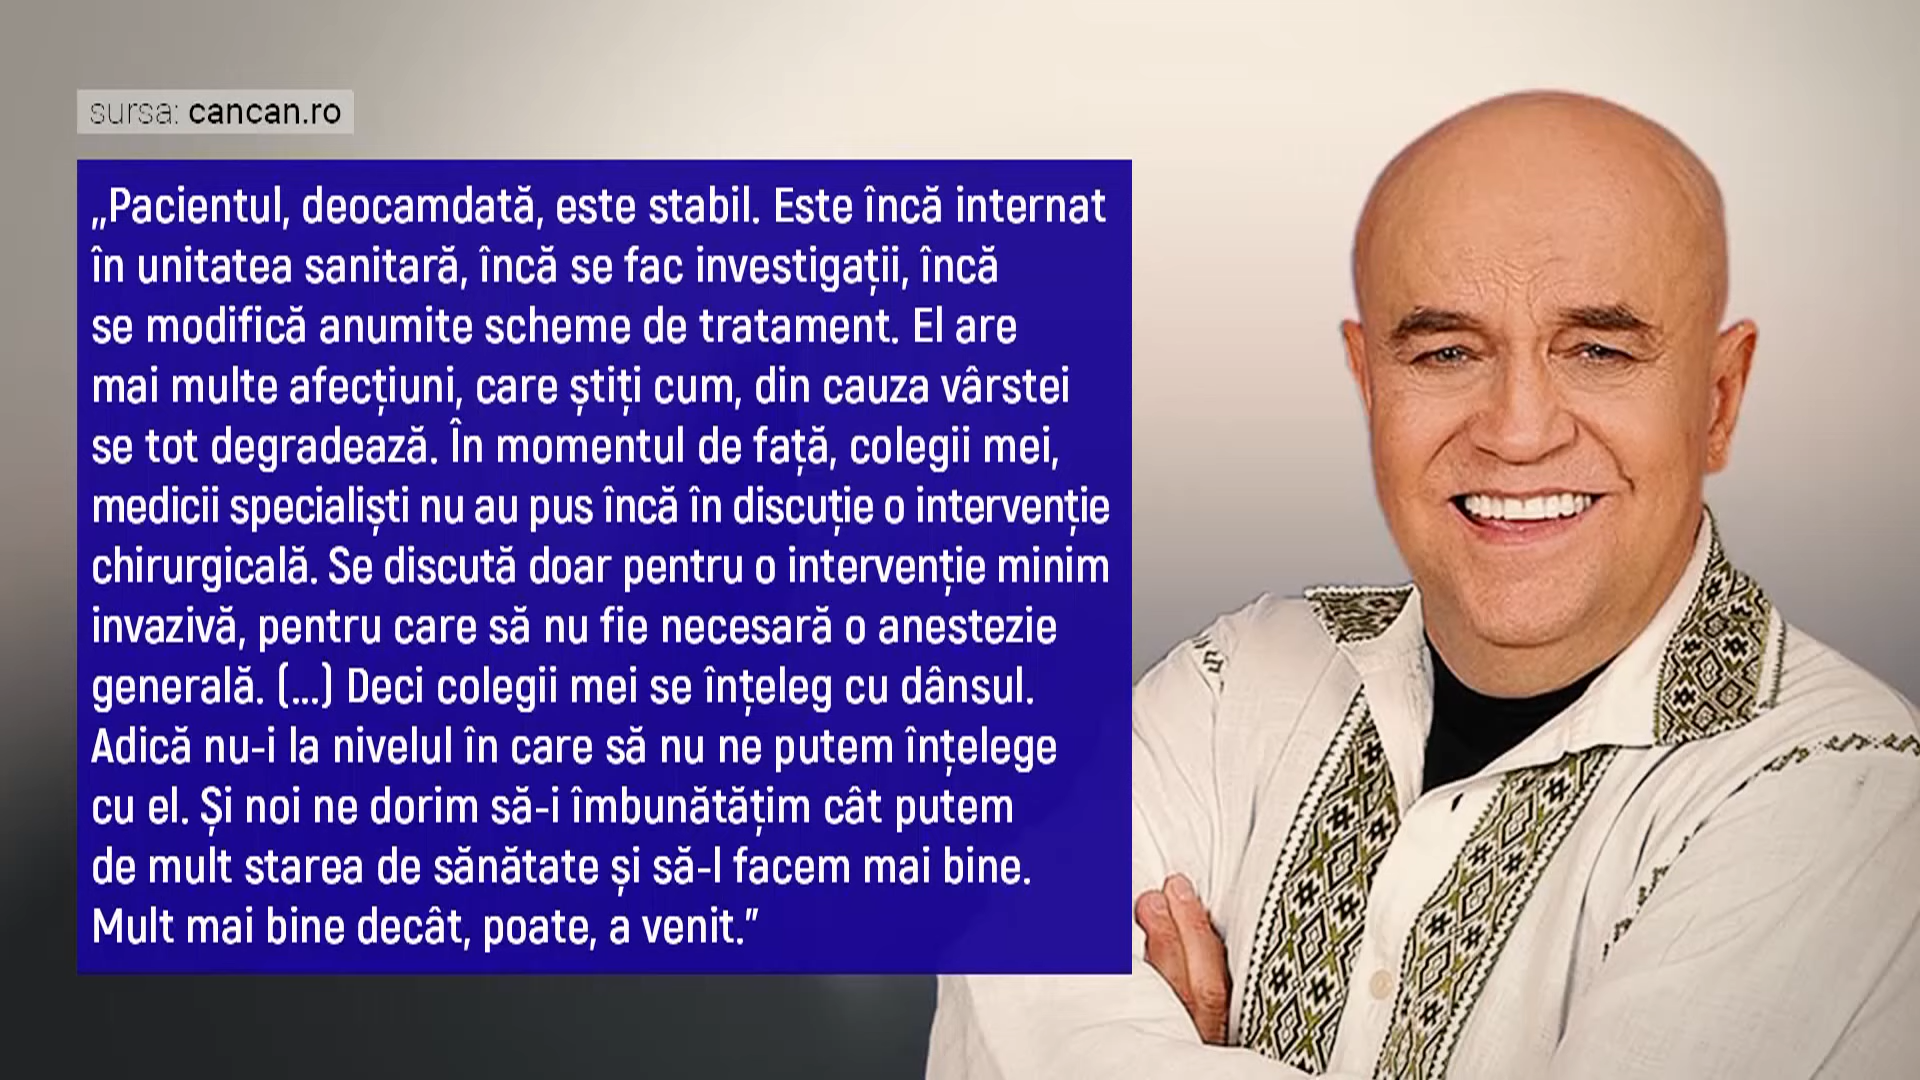 sursa: cancan.ro
„Pacientul, deocamdată, este stabil. Este încă internat
în unitatea sanitară, încă se fac investigații, încă
se modifică anumite scheme de tratament. El are
mai multe afecțiuni, care știți cum, din cauza vârstei
se tot degradează. În momentul de față, colegii mei,
medicii specialiști nu au pus încă în discuție o intervenție
chirurgicală. Se discută doar pentru o intervenție minim
invazivă, pentru care să nu fie necesară o anestezie
generală. (...) Deci colegii mei se înțeleg cu dânsul.
Adică nu-i la nivelul în care să nu ne putem înțelege
cu el. Și noi ne dorim să-i îmbunătățim cât putem
de mult starea de sănătate și să-l facem mai bine.
Mult mai bine decât, poate, a venit.”